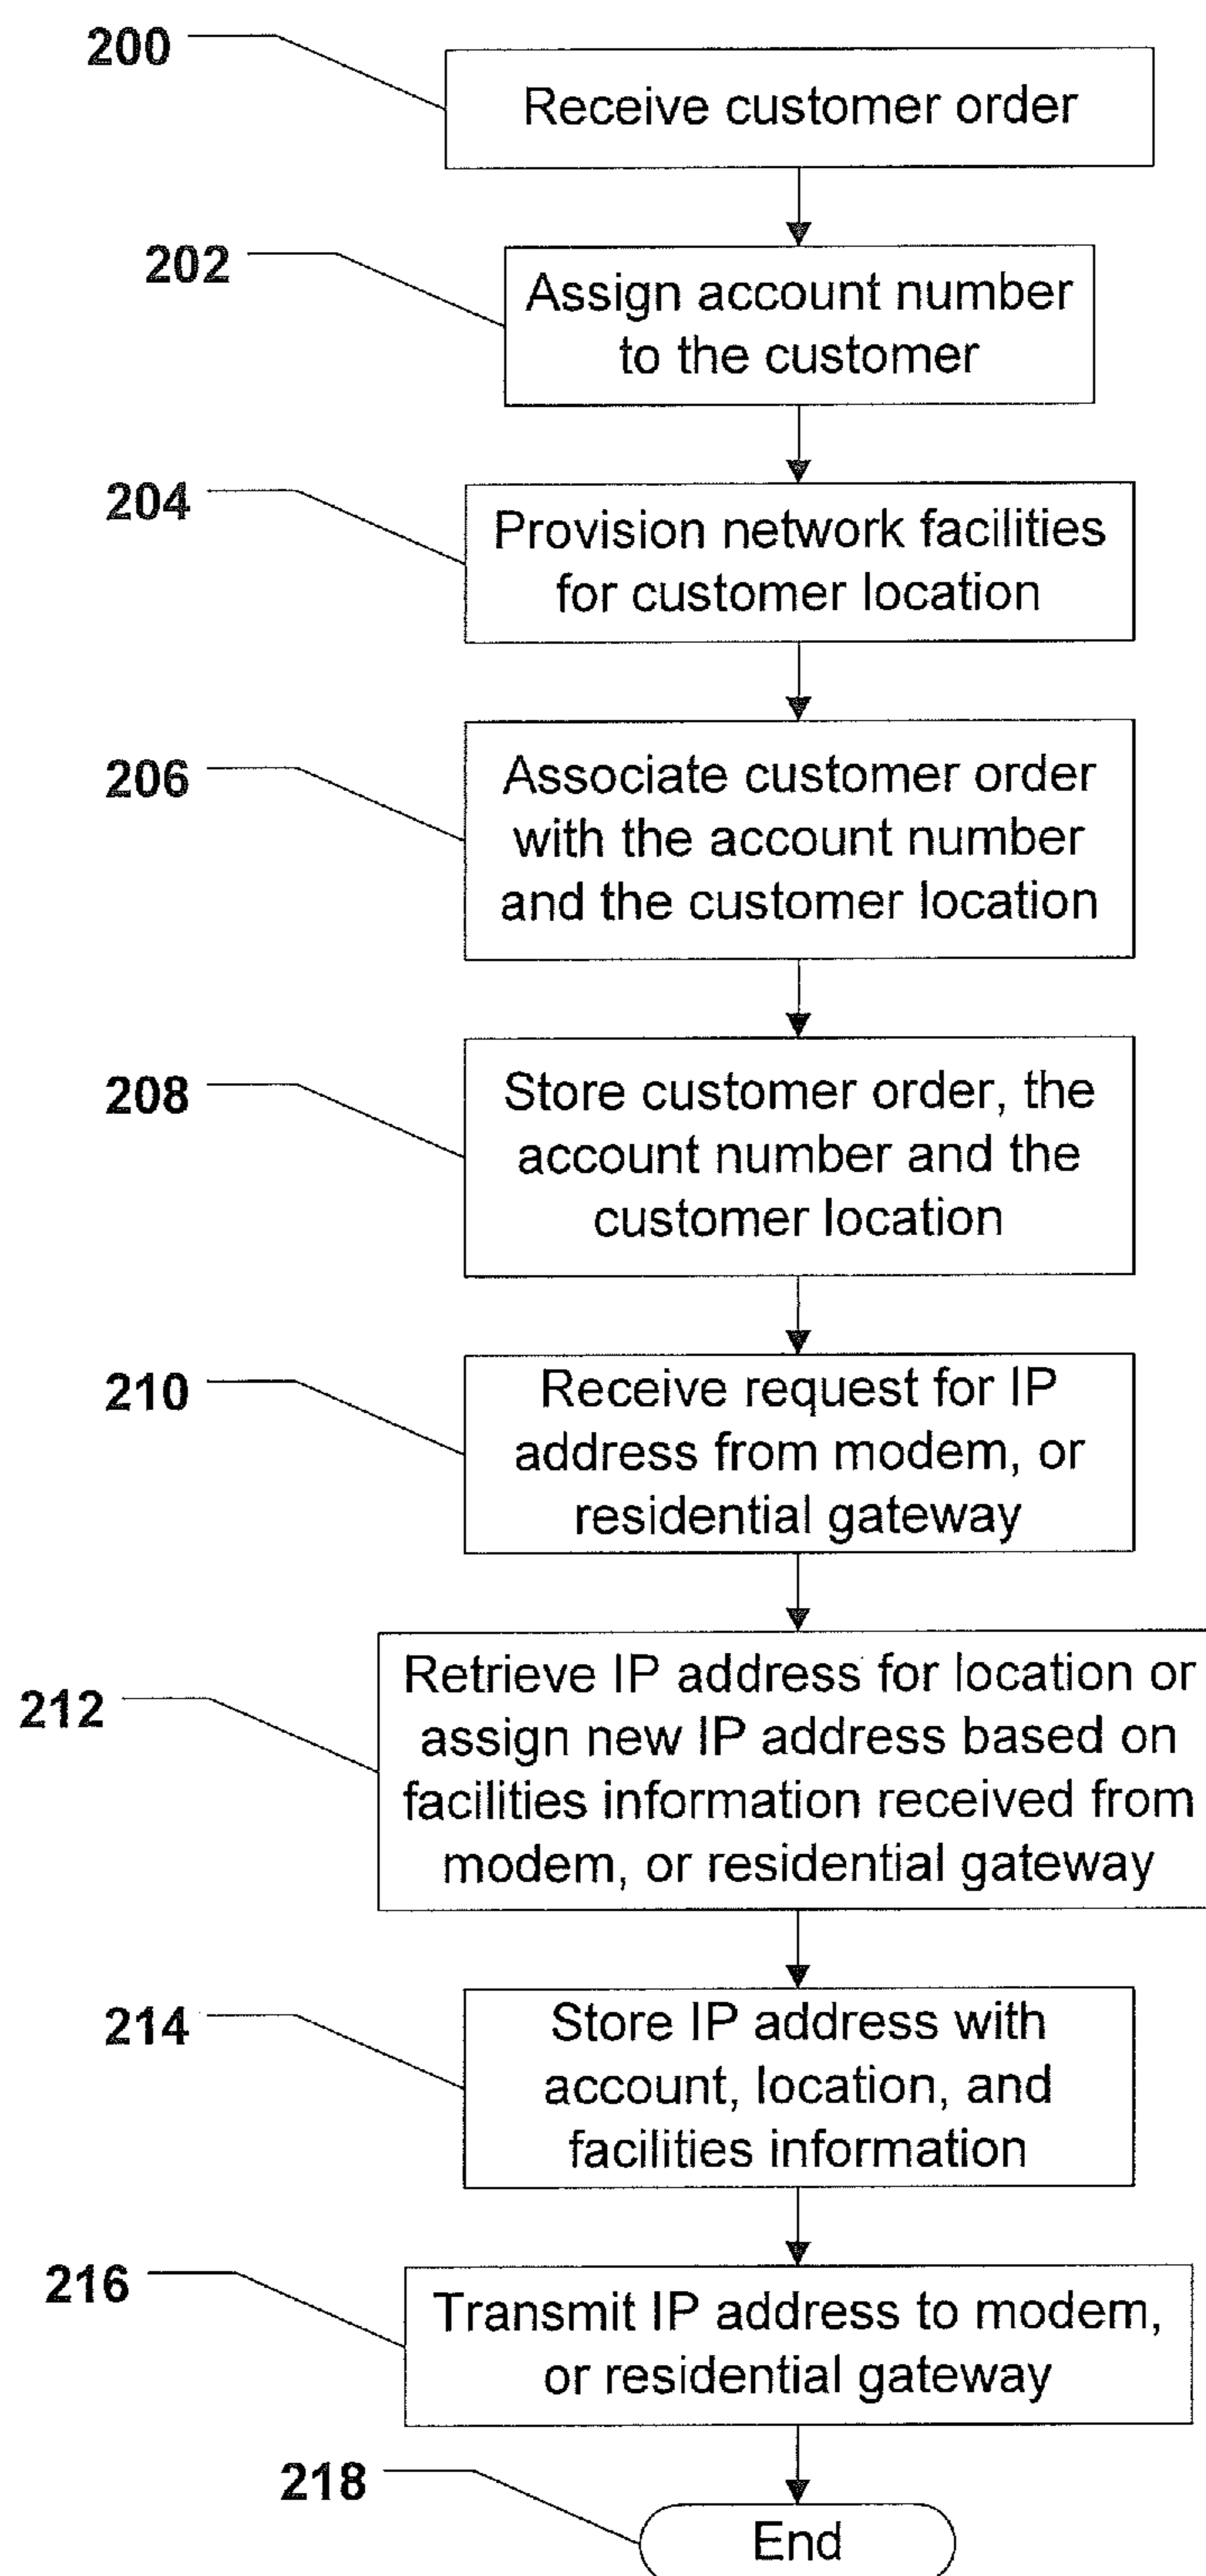 200
Receive customer order
202
Assign account number
to the customer
204
Provision network facilities
for customer location
206
Associate customer order
with the account number
and the customer location
208
Store customer order, the
account number and the
customer location
210
Receive request for IP
address from modem, or
residential gateway
212
Retrieve IP address for location or
assign new IP address based on
facilities information received from
modem, or residential gateway
214
Store IP address with
account, location, and
facilities information
216
Transmit IP address to modem,
or residential gateway
218
End